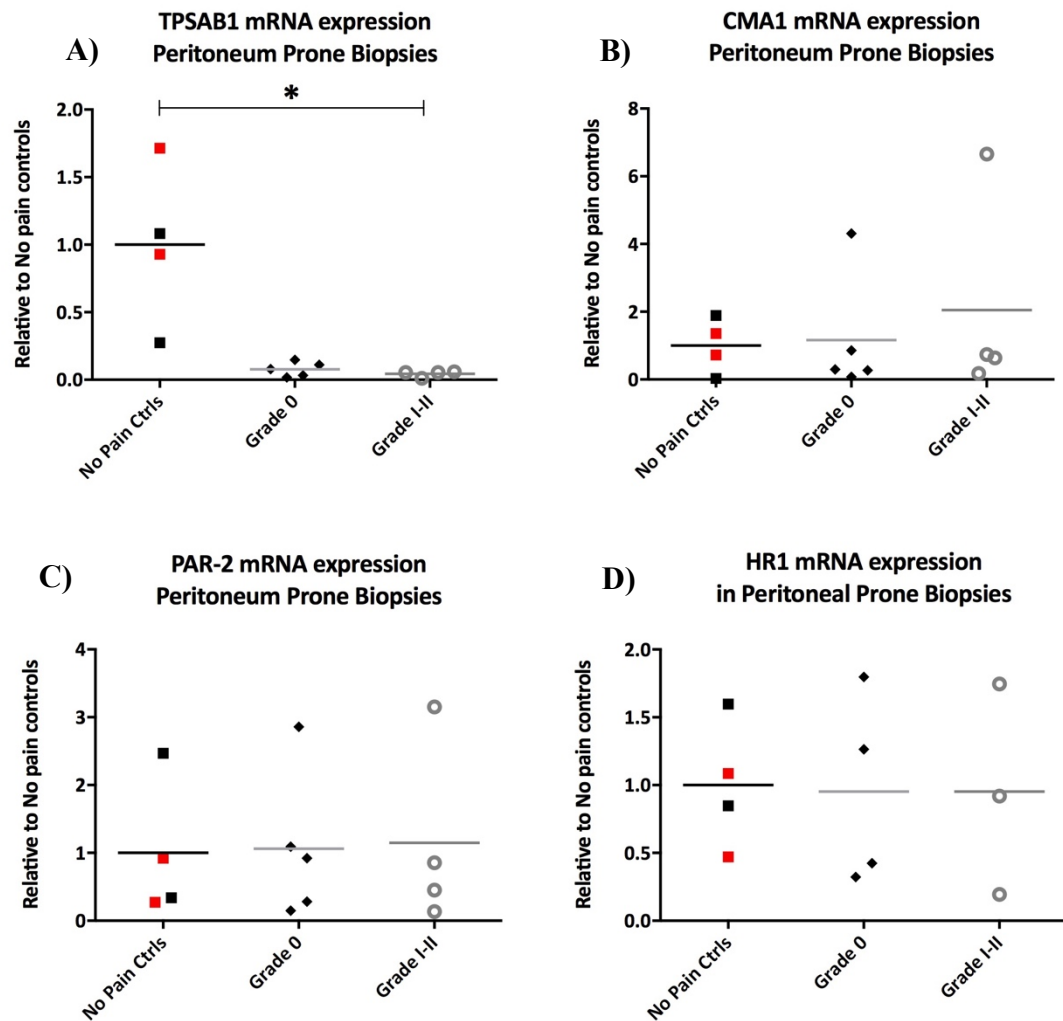 A)
TPSAB1 mRNA expression
Peritoneum Prone Biopsies
*
Relative to No pain controls
2.0
1.5
1.0
0.5
0.0
No Pain Ctrls
Grade 0
Grade I-II
B)
CMA1 mRNA expression
Peritoneum Prone Biopsies
Relative to No pain controls
8
6
4
2
0
No Pain Ctrls
Grade 0
Grade I-II
C)
PAR-2 mRNA expression
Peritoneum Prone Biopsies
Relative to No pain controls
4
3
2
1
0
No Pain Ctrls
Grade 0
Grade I-II
D)
HR1 mRNA expression
in Peritoneal Prone Biopsies
Relative to No pain controls
2.0
1.5
1.0
0.5
0.0
No Pain Ctrls
Grade 0
Grade I-II